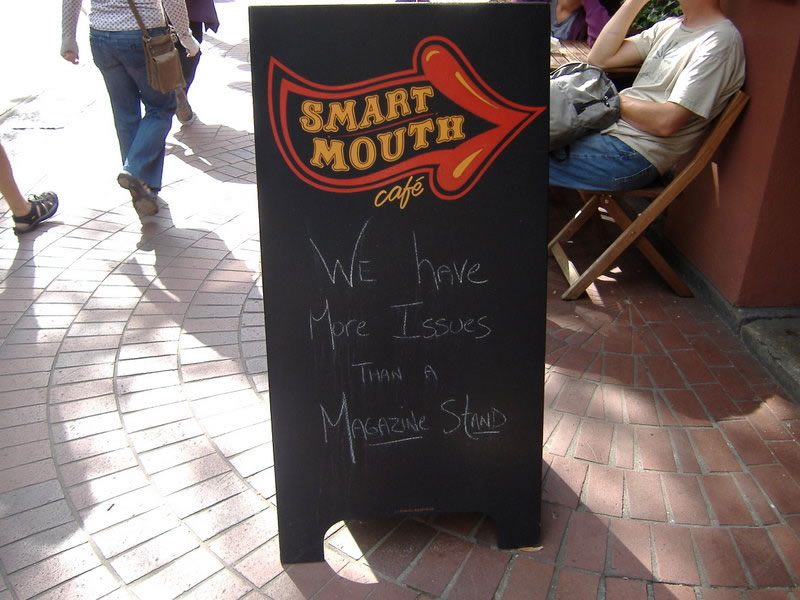 SMART
MOUTH
café
WE have
More Issues
THAN A
MAGAZINE StAND